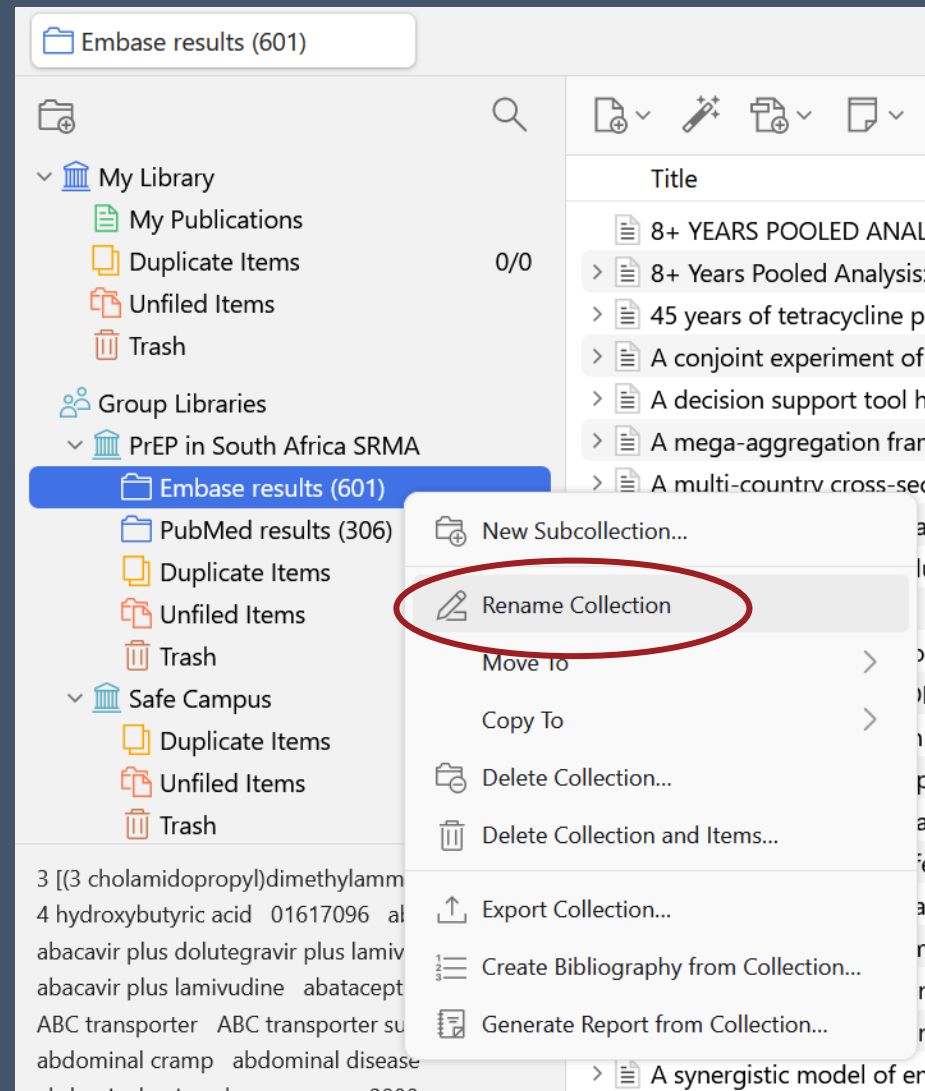 Embase results (601)
My Library
My Publications
Duplicate Items 0/0
Unfiled Items
Trash
Group Libraries
PrEP in South Africa SRMA
Embase results (601)
PubMed results (306)
Duplicate Items
Unfiled Items
Trash
Safe Campus
Duplicate Items
Unfiled Items
Trash
3 [(3 cholamidopropyl)dimethylamm
4 hydroxybutyric acid 01617096
abacavir plus dolutegravir plus lamiv
abacavir plus lamivudine abatacept
ABC transporter ABC transporter su
abdominal cramp abdominal disease
Title
8+ YEARS POOLED ANAL
8+ Years Pooled Analysis:
45 years of tetracycline p
A conjoint experiment of
A decision support tool h
A mega-aggregation fra
A multi-country cross-sec
New Subcollection...
Rename Collection
Move To
Copy To
Delete Collection...
Delete Collection and Items...
Export Collection...
Create Bibliography from Collection...
Generate Report from Collection...
A synergistic model of en